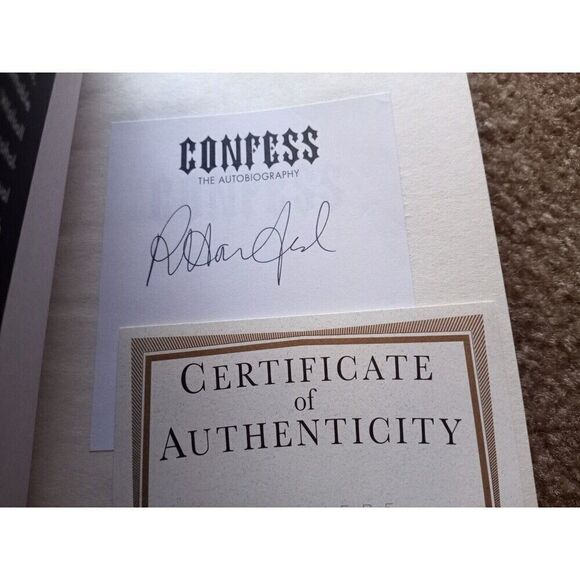 CONFESS
THE AUTOBIOGRAPHY
CERTIFICATE
of
AUTHENTICITY